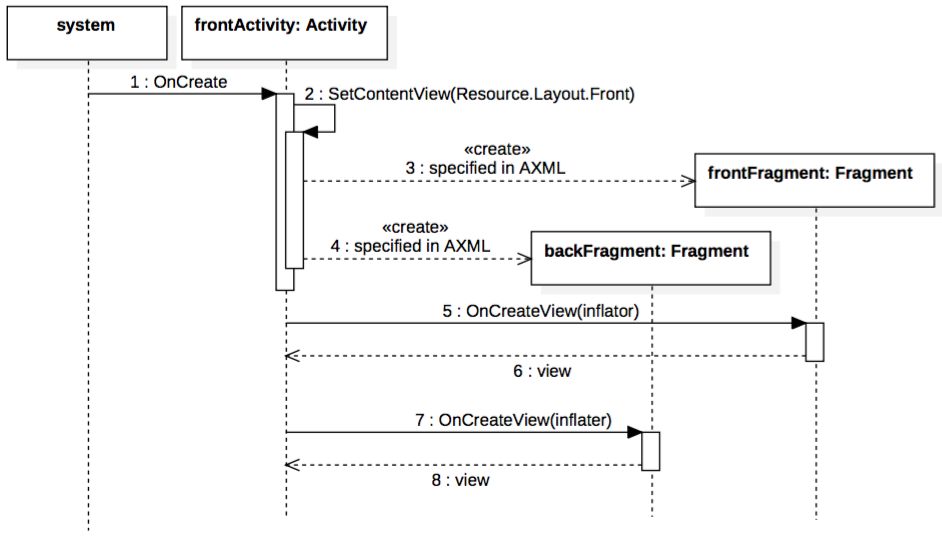 system
frontActivity: Activity
1 : OnCreate
2 : SetContentView(Resource.Layout.Front)
«create»
3 : specified in AXML
frontFragment: Fragment
«create»
4 : specified in AXML
backFragment: Fragment
5 : OnCreateView(inflator)
6 : view
7 : OnCreateView(inflater)
8 : view